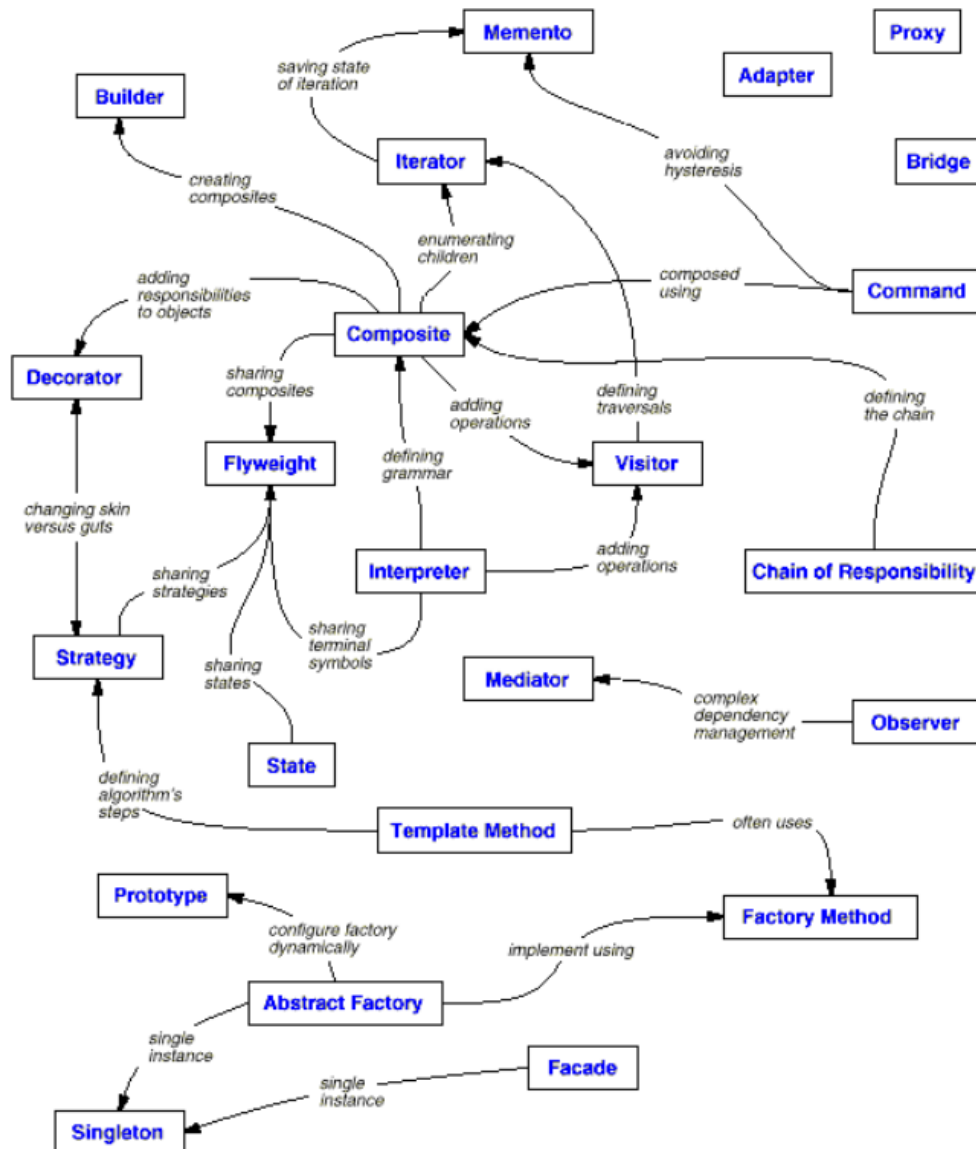 Memento
Proxy
saving state
of iteration
Adapter
Builder
avoiding
hysteresis
Iterator
Bridge
creating
composites
enumerating
children
adding
responsibilities
to objects
composed
using
Command
Composite
Decorator
sharing
composites
adding
operations
defining
traversals
defining
the chain
Flyweight
defining
grammar
Visitor
changing skin
versus guts
sharing
strategies
Interpreter
adding
operations
Chain of Responsibility
Strategy
sharing
terminal
symbols
sharing
states
Mediator
complex
dependency
management
Observer
State
defining
algorithm's
steps
Template Method
often uses
Prototype
Factory Method
configure factory
dynamically
implement using
Abstract Factory
single
instance
Facade
single
instance
Singleton